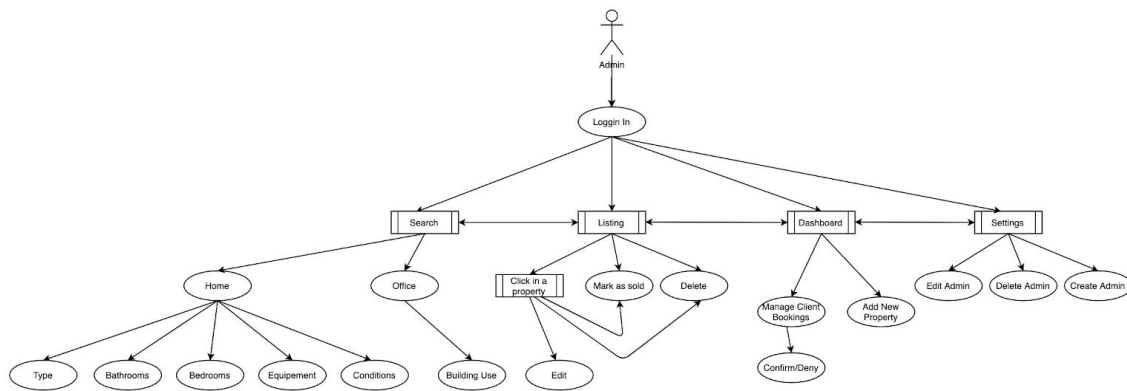 Admin
Loggin In
Search
Listing
Dashboard
Settings
Home
Office
Click in a
property
Mark as sold
Delete
Manage Client
Bookings
Add New
Property
Edit Admin
Delete Admin
Create Admin
Type
Bathrooms
Bedrooms
Equipement
Conditions
Building Use
Edit
Confirm/Deny